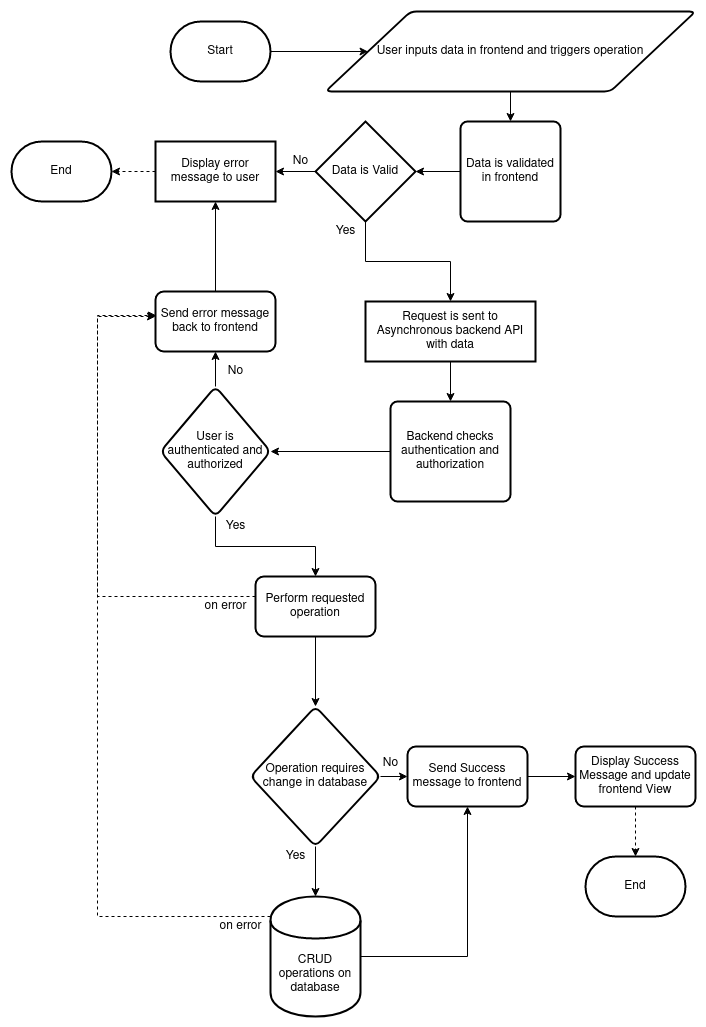 Start
User inputs data in frontend and triggers operation
End
Display error
message to user
No
Data is Valid
Data is validated
in frontend
Yes
Send error message
back to frontend
Request is sent to
Asynchronous backend API
with data
No
User is
authenticated and
authorized
Backend checks
authentication and
authorization
Yes
Perform requested
operation
on error
Operation requires
change in database
No
Send Success
message to frontend
Display Success
Message and update
frontend View
Yes
End
on error
CRUD
operations on
database